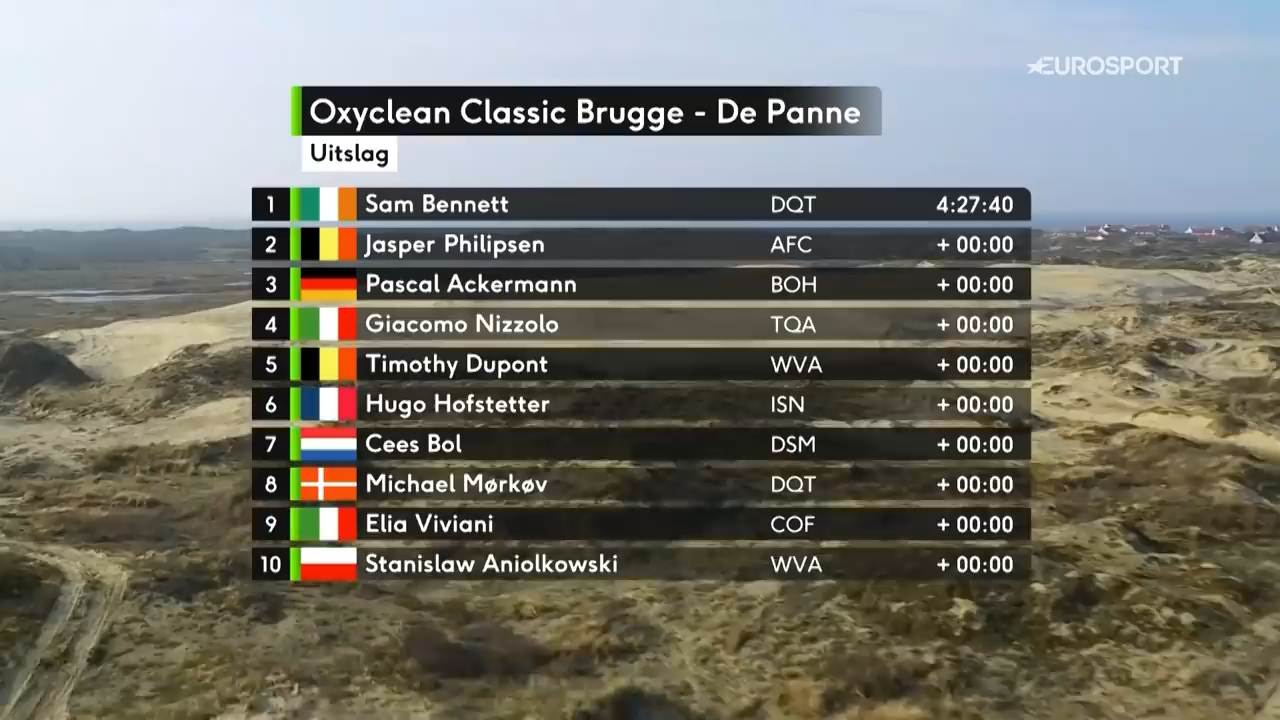 EUROSPORT
Oxyclean Classic Brugge - De Panne
Uitslag
1 Sam Bennett DQT 4:27:40
2 Jasper Philipsen AFC + 00:00
3 Pascal Ackermann BOH + 00:00
4 Giacomo Nizzolo TQA + 00:00
5 Timothy Dupont WVA + 00:00
6 Hugo Hofstetter ISN + 00:00
7 Cees Bol DSM + 00:00
8 Michael Mørkøv DQT + 00:00
9 Elia Viviani COF + 00:00
10 Stanislaw Aniolkowski WVA + 00:00